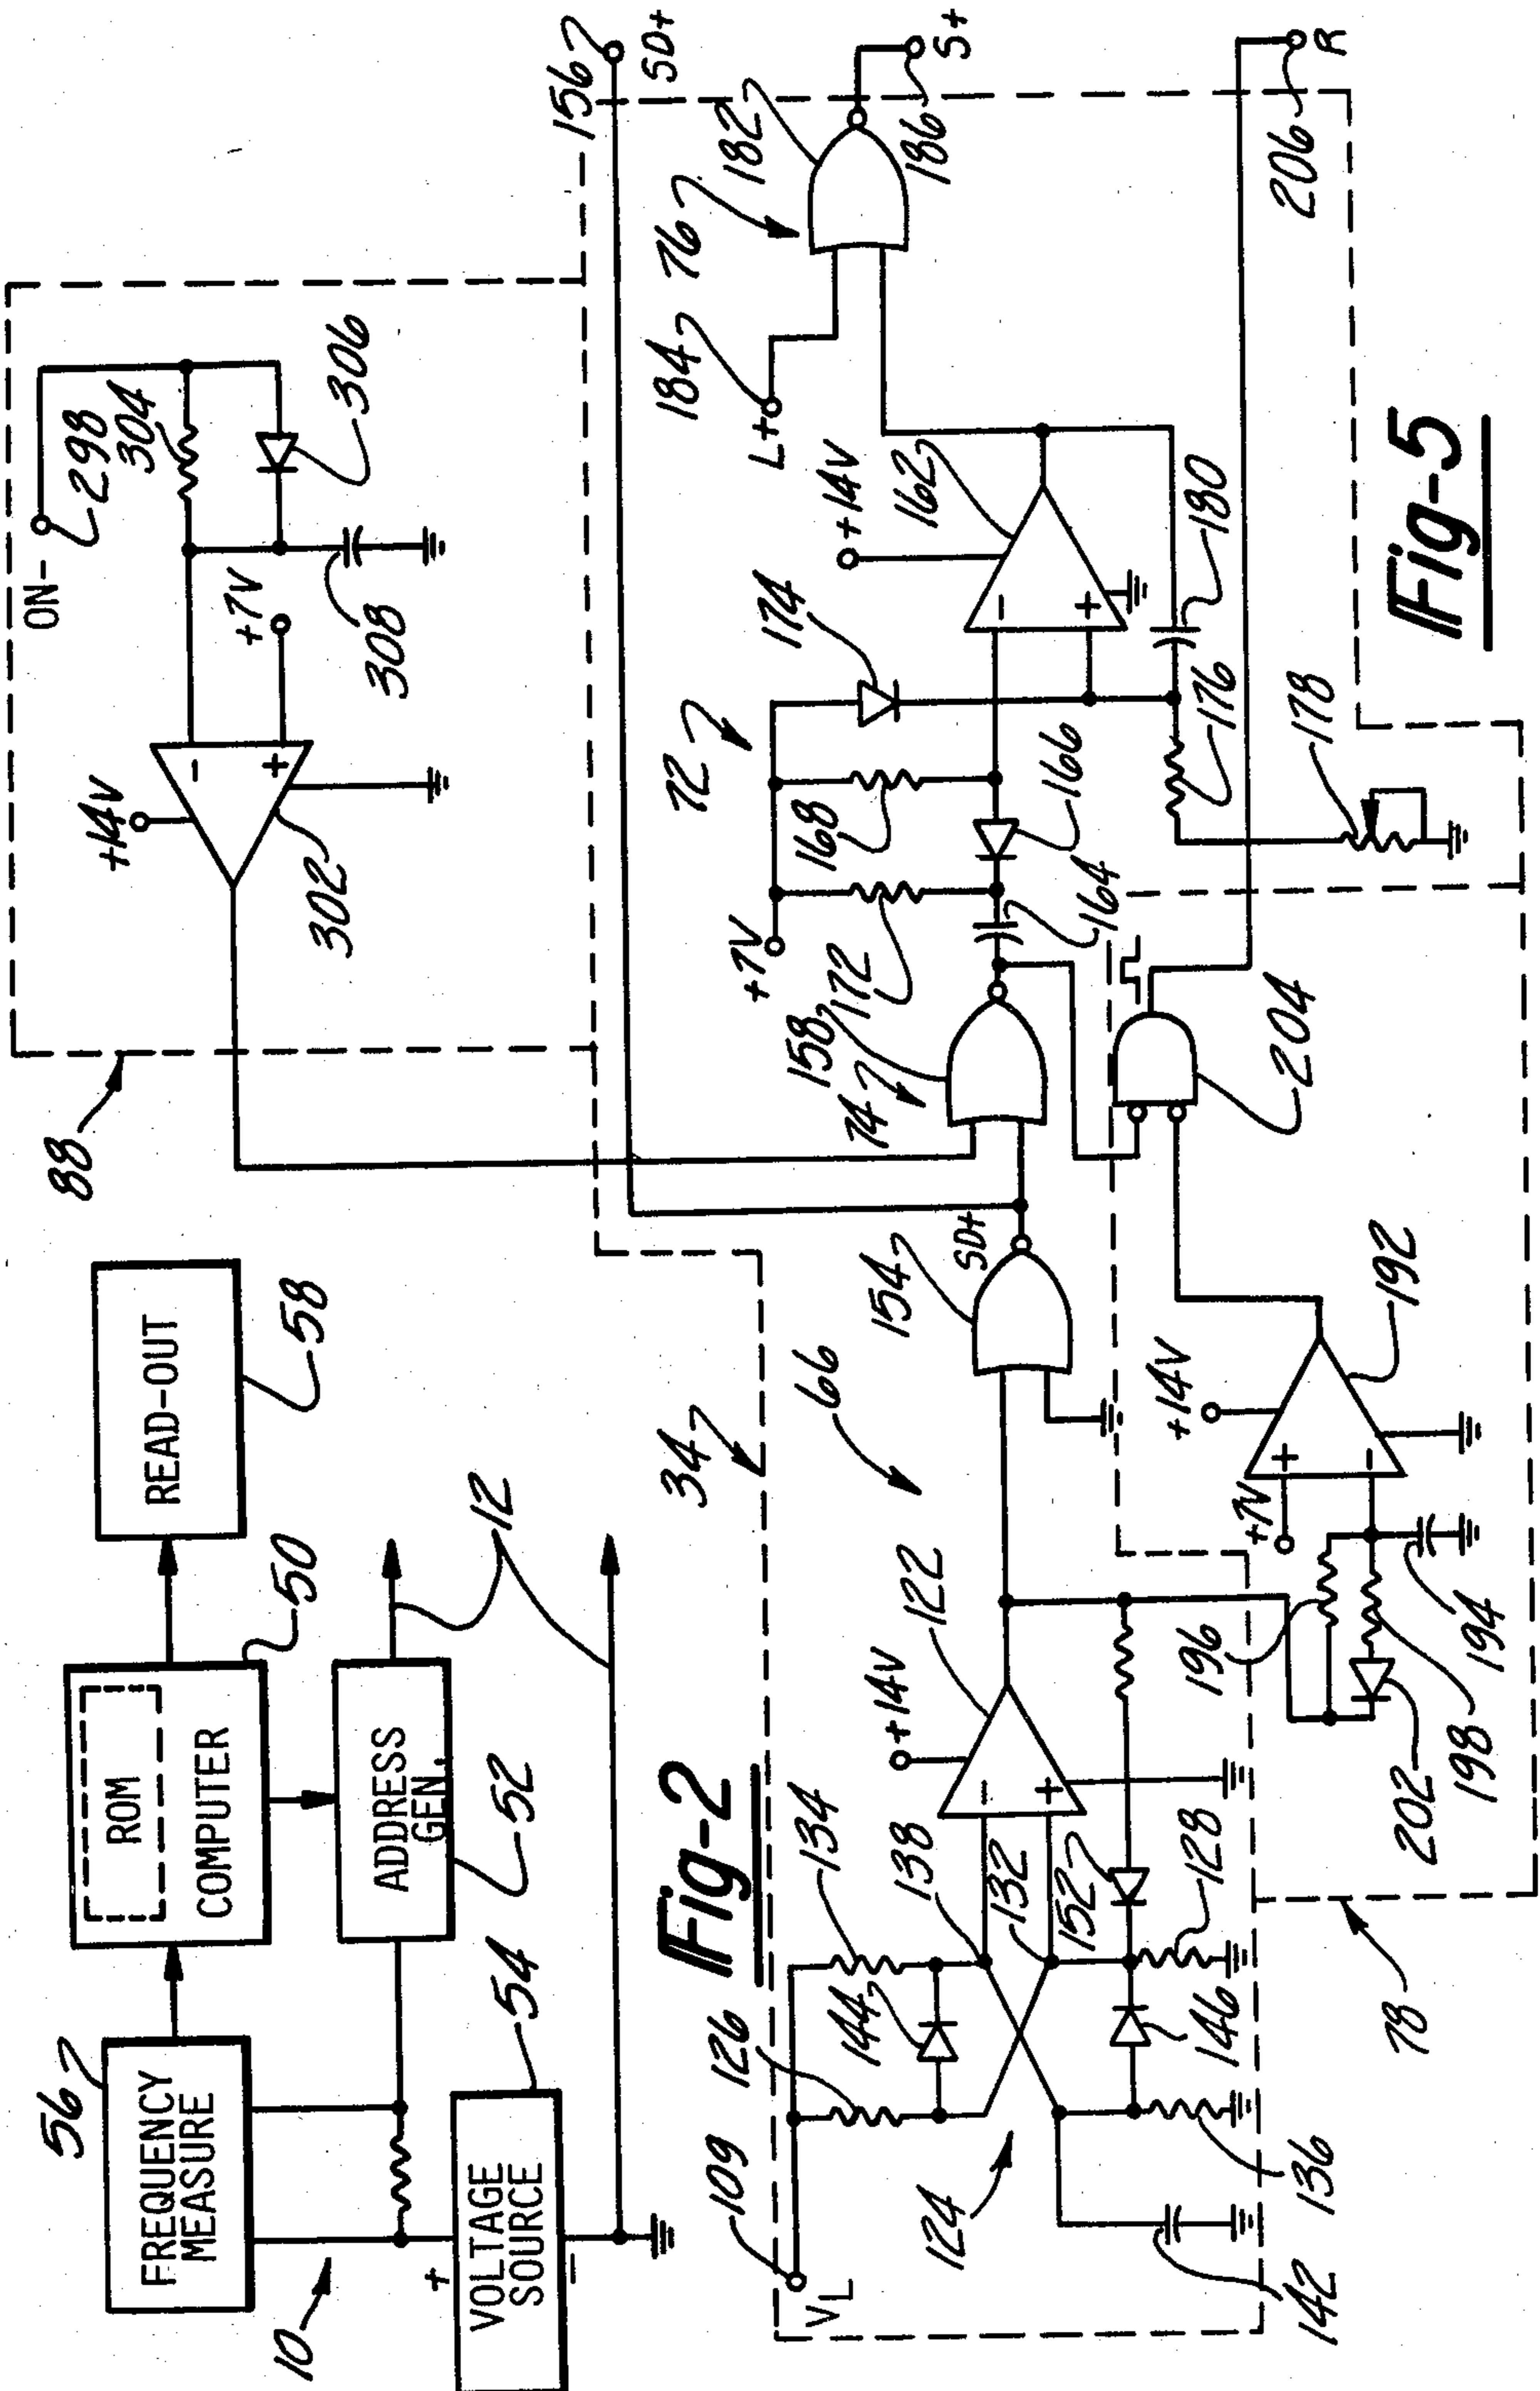 56
FREQUENCY
MEASURE
ROM
COMPUTER
50
READ-OUT
58
10
+
VOLTAGE
SOURCE
-
54
ADDRESS
GEN.
52
12
Fig-2
88
ON-
298
304
306
308
+7V
+14V
302
-
+
34
156
SD+
109
VL
126
134
144
138
132
124
142
136
146
128
152
+14V
122
-
+
66
154
SD+
74
158
172
+7V
168
164
166
72
174
+14V
162
-
+
180
176
178
L+
184
76
182
186
S+
206
R
204
78
202
198
196
194
+7V
+14V
+
-
192
Fig-5